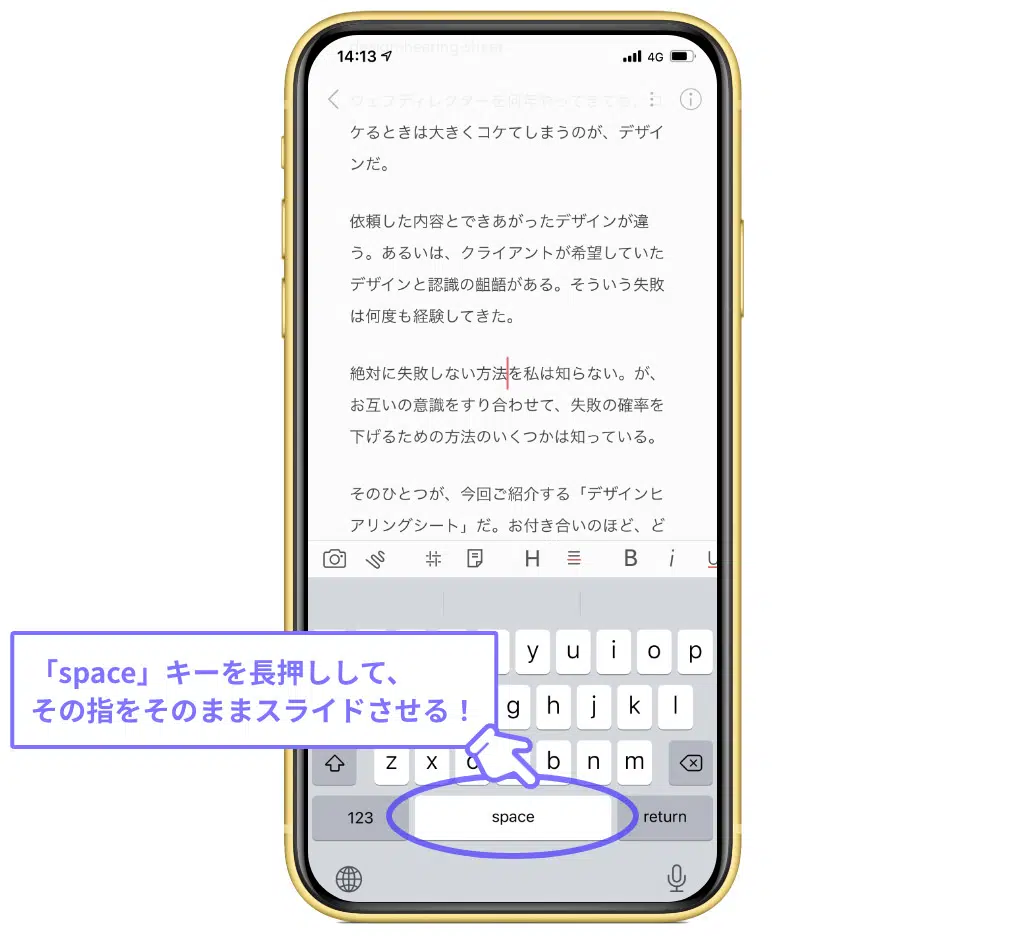 14:13
4G
ウェブディレクターを何年やってきても、コ
ケるときは大きくコケてしまうのが、デザイ
ンだ。
依頼した内容とできあがったデザインが違
う。あるいは、クライアントが希望していた
デザインと認識の齟齬がある。そういう失敗
は何度も経験してきた。
絶対に失敗しない方法を私は知らない。が、
お互いの意識をすり合わせて、失敗の確率を
下げるための方法のいくつかは知っている。
そのひとつが、今回ご紹介する「デザインヒ
アリングシート」だ。お付き合いのほど、ど
H B i U
「space」キーを長押しして、
その指をそのままスライドさせる！
y u i o p
g h j k l
z x c b n m
123 space return